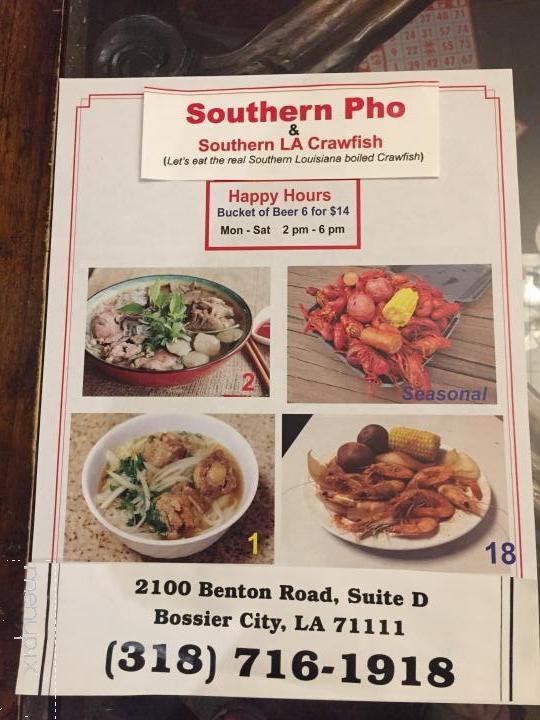 Southern Pho
&
Southern LA Crawfish
(Let's eat the real Southern Louisiana boiled Crawfish)
Happy Hours
Bucket of Beer 6 for $14
Mon - Sat 2 pm - 6 pm
2
Seasonal
1
18
2100 Benton Road, Suite D
Bossier City, LA 71111
(318) 716-1918
menupix